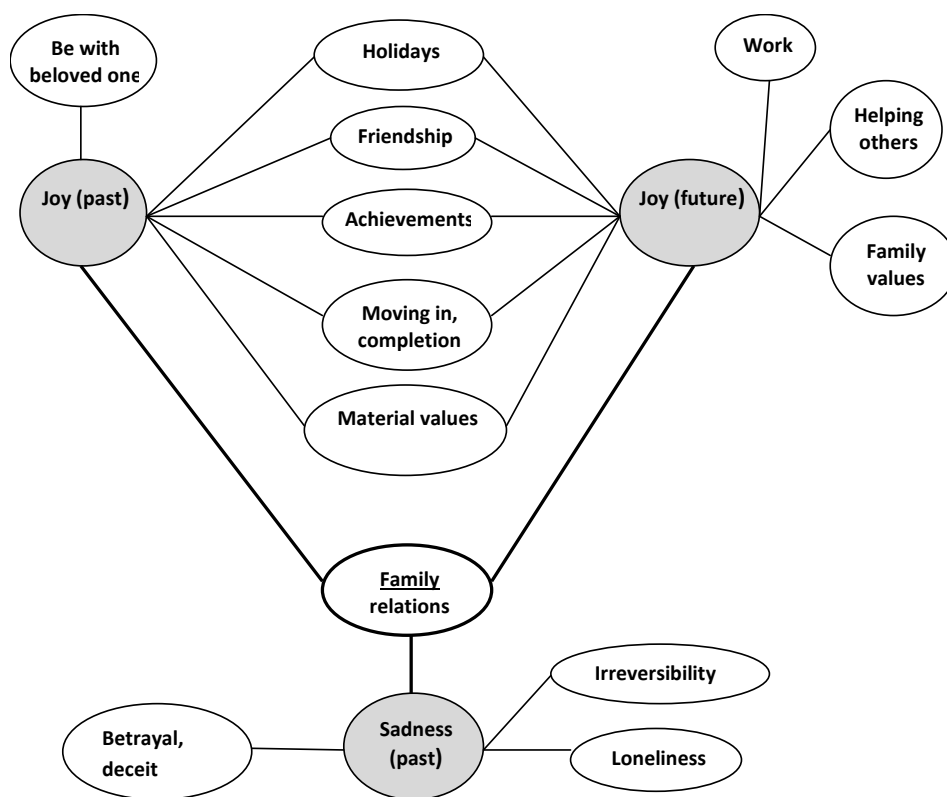 Be with
beloved one
Holidays
Work
Friendship
Helping
others
Joy (past)
Joy (future)
Achievements
Family
values
Moving in,
completion
Material values
Family
relations
Irreversibility
Sadness
(past)
Betrayal,
deceit
Loneliness